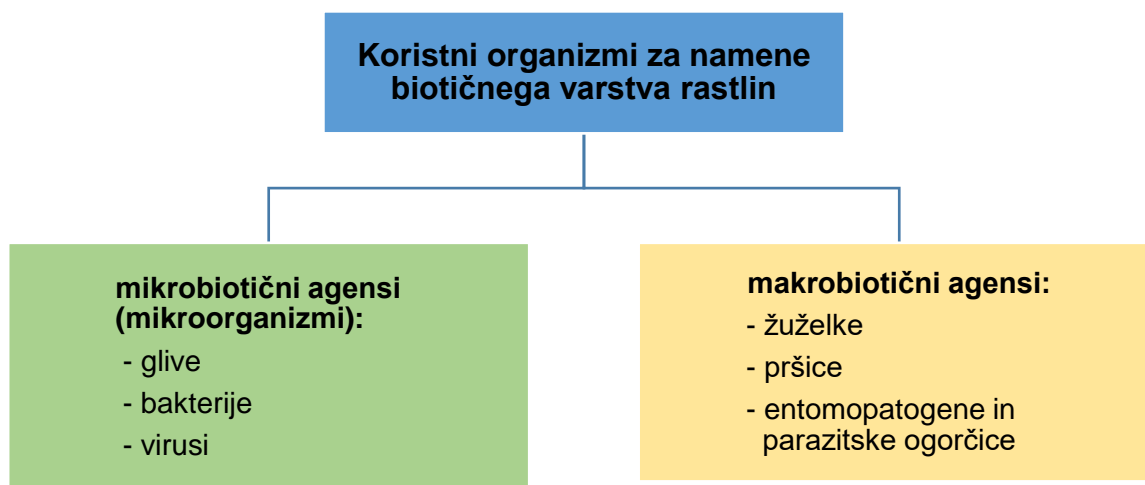 Koristni organizmi za namene
biotičnega varstva rastlin
mikrobiotični agensi
(mikroorganizmi):
- glive
- bakterije
- virusi
makrobiotični agensi:
- žuželke
- pršice
- entomopatogene in
parazitske ogorčice